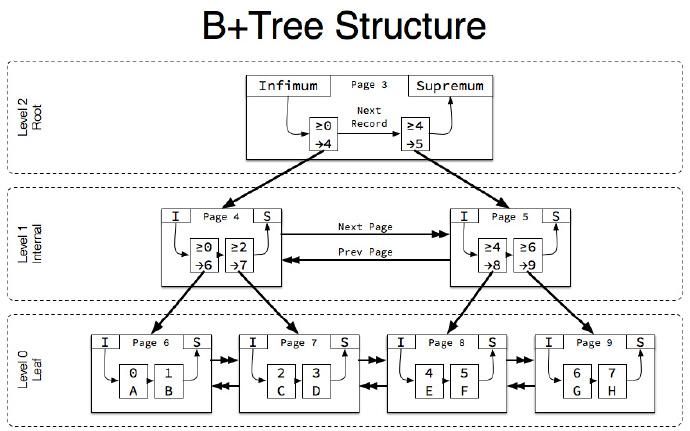 B+Tree Structure
Level 2
Root
Infimum Page 3 Supremum
Next
Record
≥0 ≥4
→4 →5
Level 1
Internal
I Page 4 S
≥0 ≥2
→6 →7
Next Page
Prev Page
I Page 5 S
≥4 ≥6
→8 →9
Level 0
Leaf
I Page 6 S
0 1
A B
I Page 7 S
2 3
C D
I Page 8 S
4 5
E F
I Page 9 S
6 7
G H